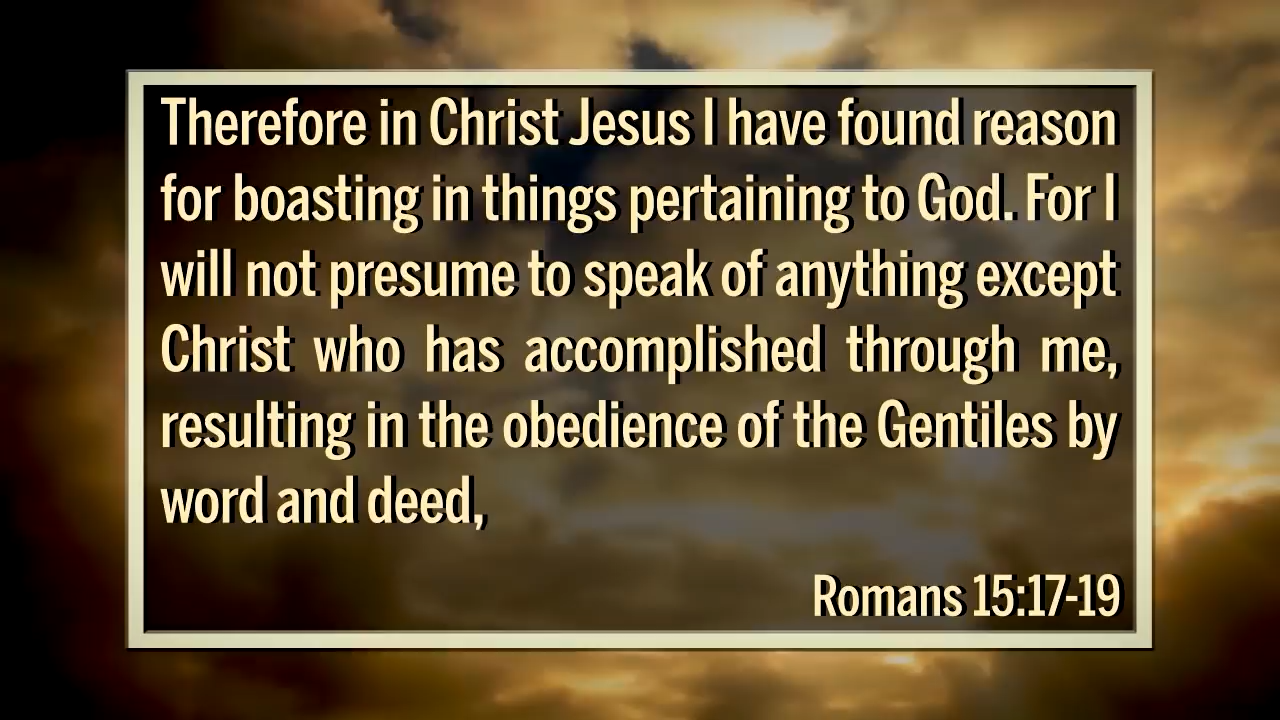 Therefore in Christ Jesus I have found reason
for boasting in things pertaining to God. For I
will not presume to speak of anything except
Christ who has accomplished through me,
resulting in the obedience of the Gentiles by
word and deed,
Romans 15:17-19